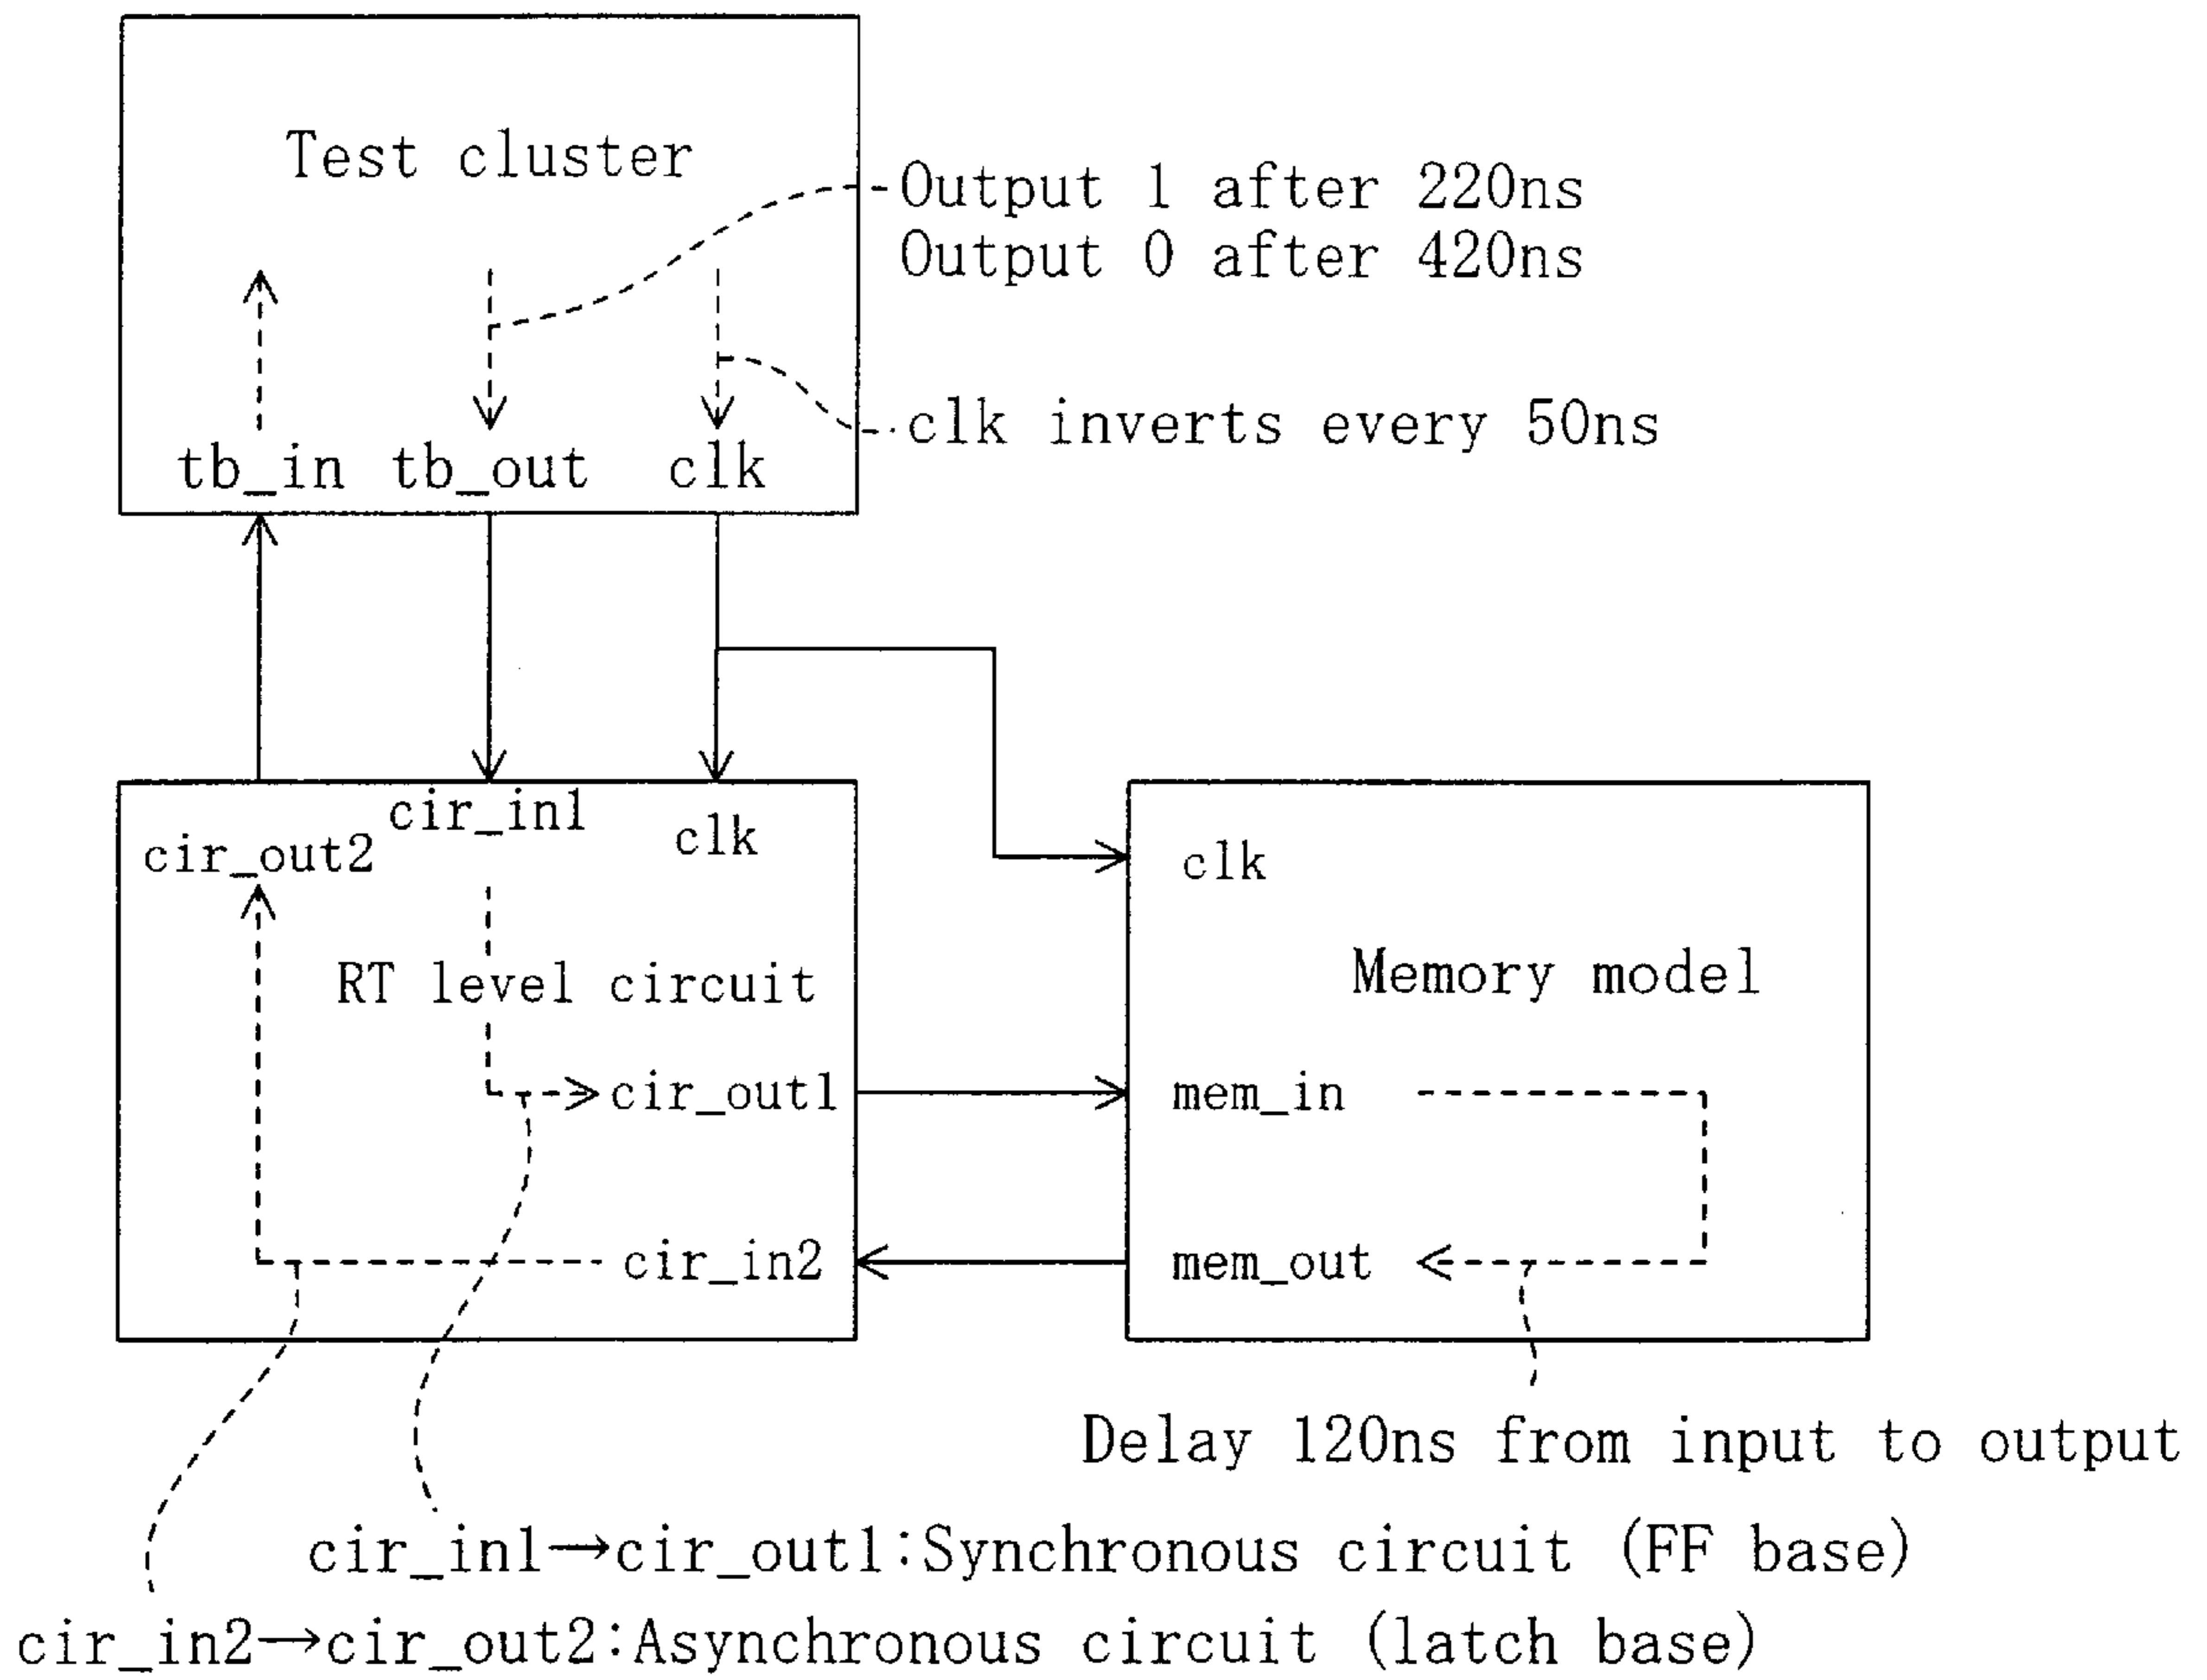 Test cluster
Output 1 after 220ns
Output 0 after 420ns
clk inverts every 50ns
tb_in tb_out clk
cir_in1
clk
cir_out2
clk
RT level circuit
Memory model
cir_out1
mem_in
cir_in2
mem_out
Delay 120ns from input to output
cir_in1→cir_out1:Synchronous circuit (FF base)
cir_in2→cir_out2:Asynchronous circuit (latch base)